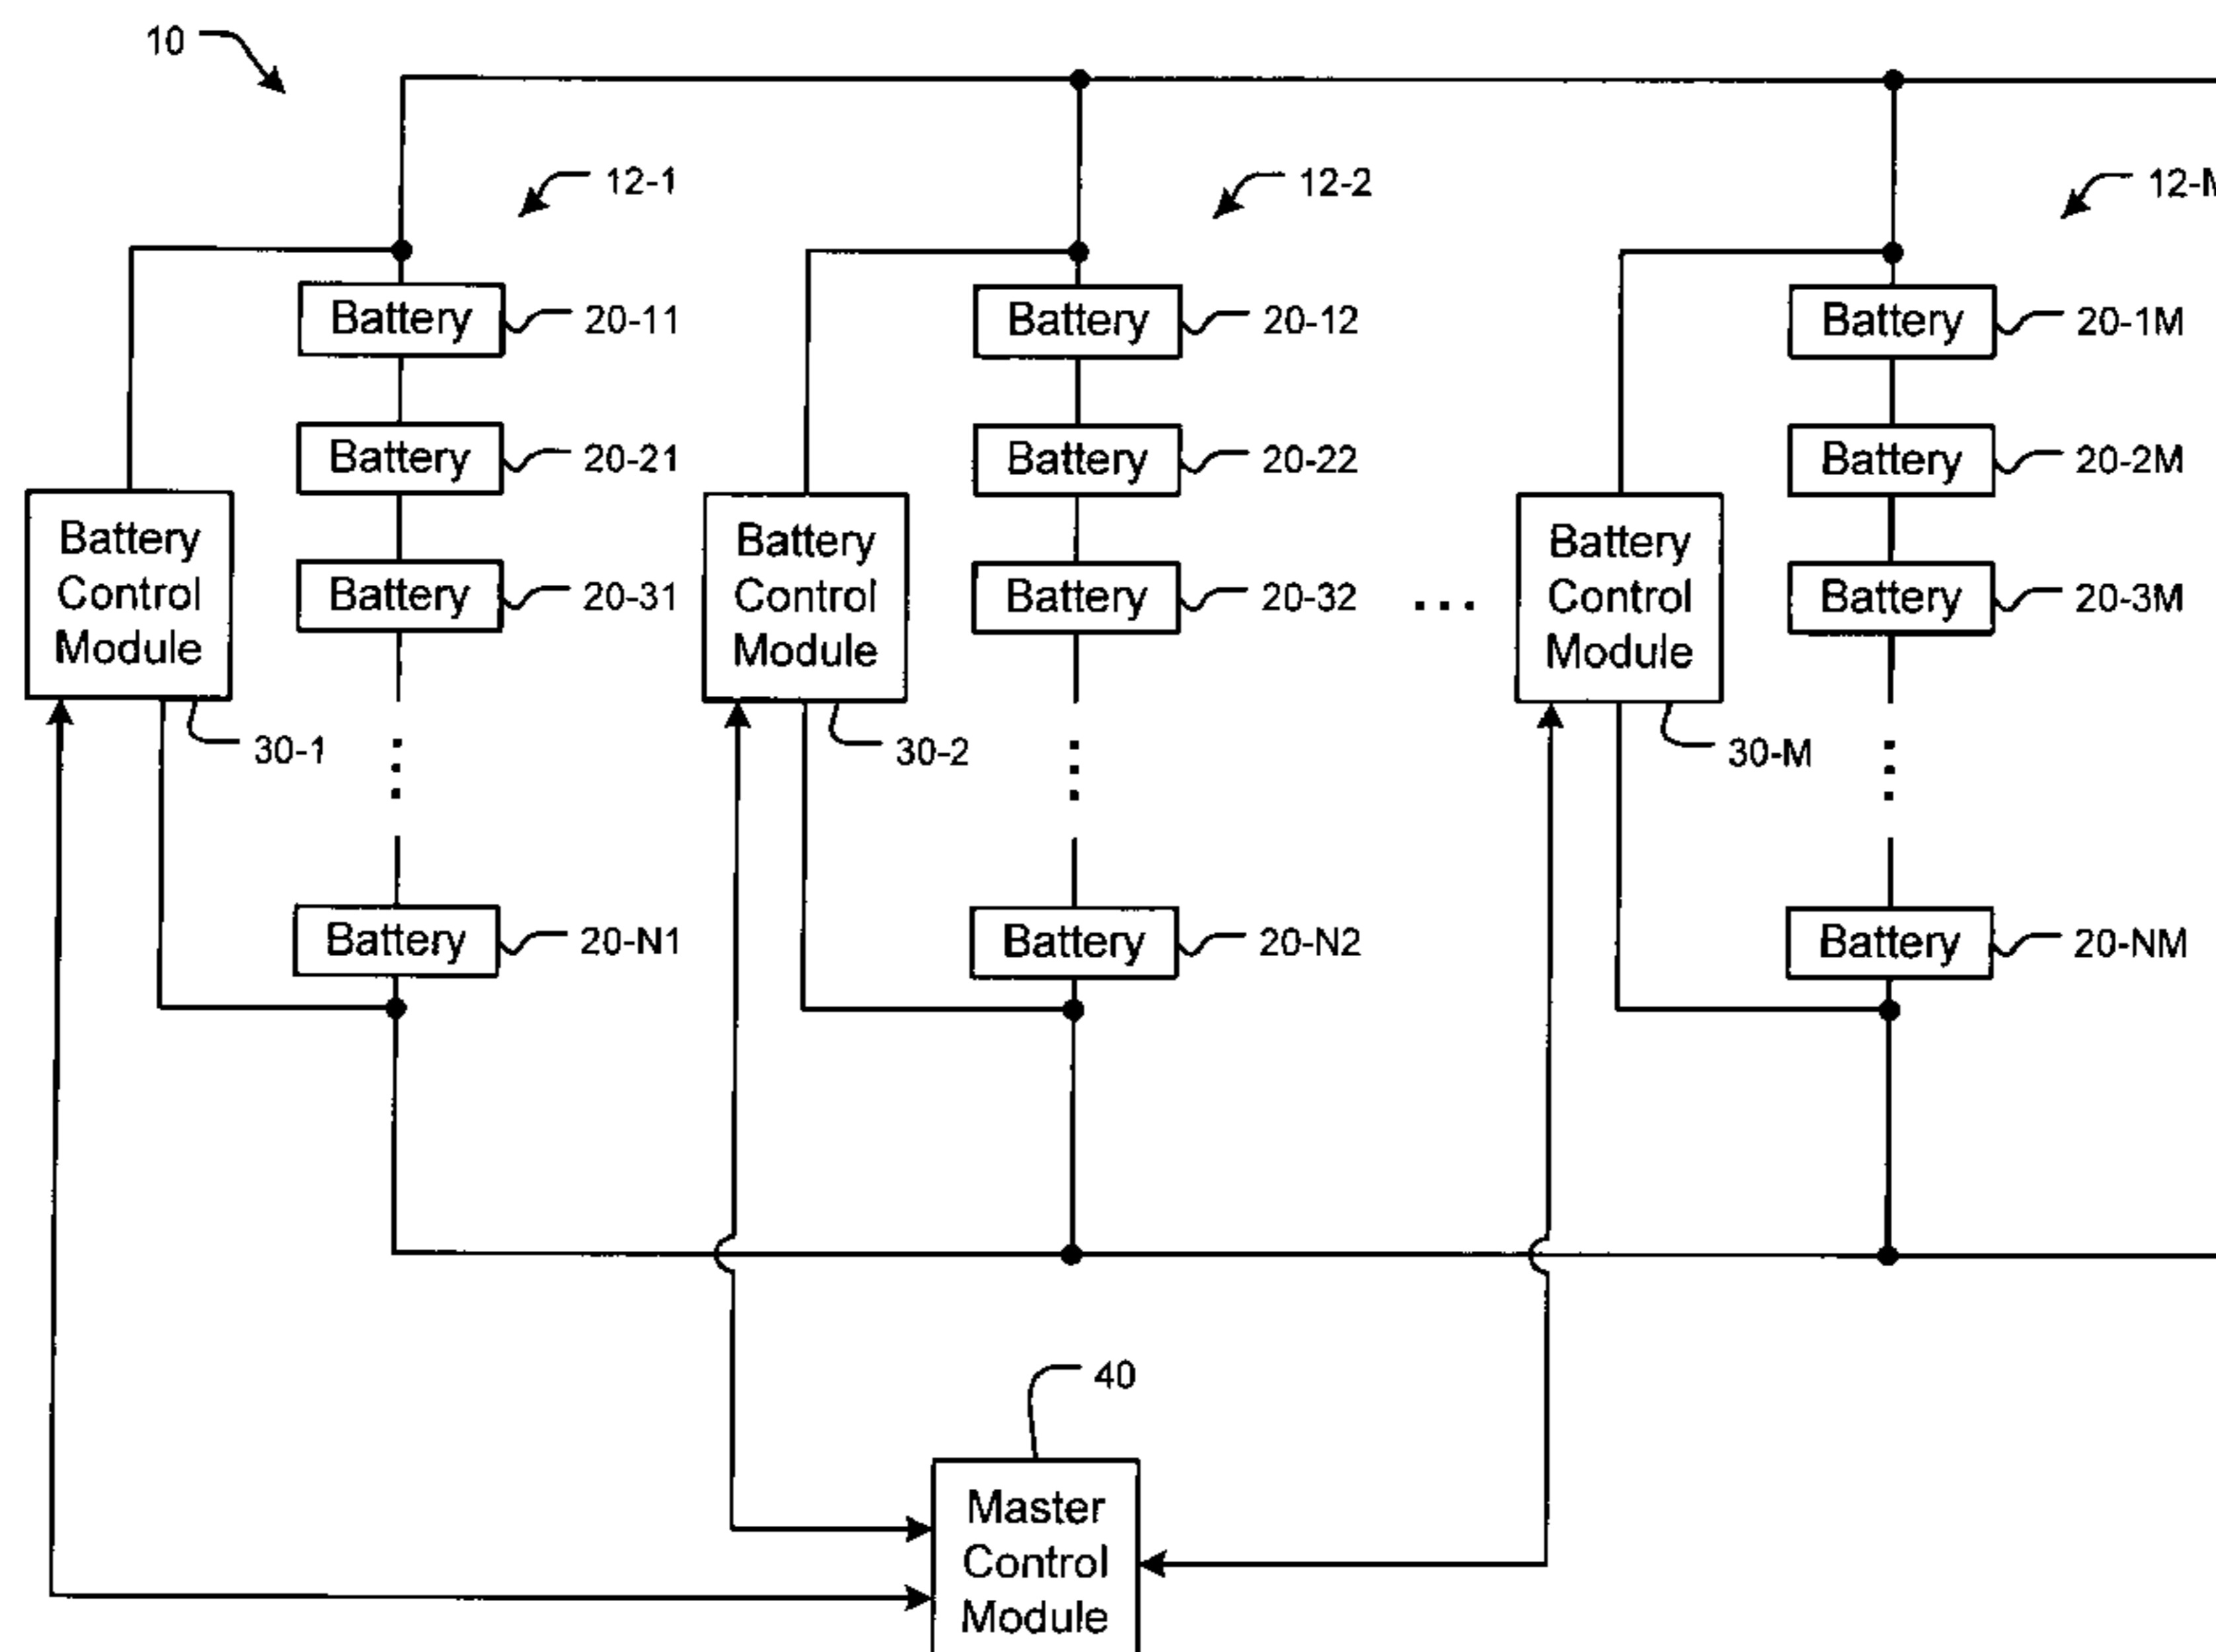 10
12-1
12-2
12-M
Battery
20-11
Battery
20-12
Battery
20-1M
Battery
20-21
Battery
20-22
Battery
20-2M
Battery
Control
Module
Battery
20-31
Battery
Control
Module
Battery
20-32
...
Battery
Control
Module
Battery
20-3M
30-1
30-2
30-M
Battery
20-N1
Battery
20-N2
Battery
20-NM
40
Master
Control
Module